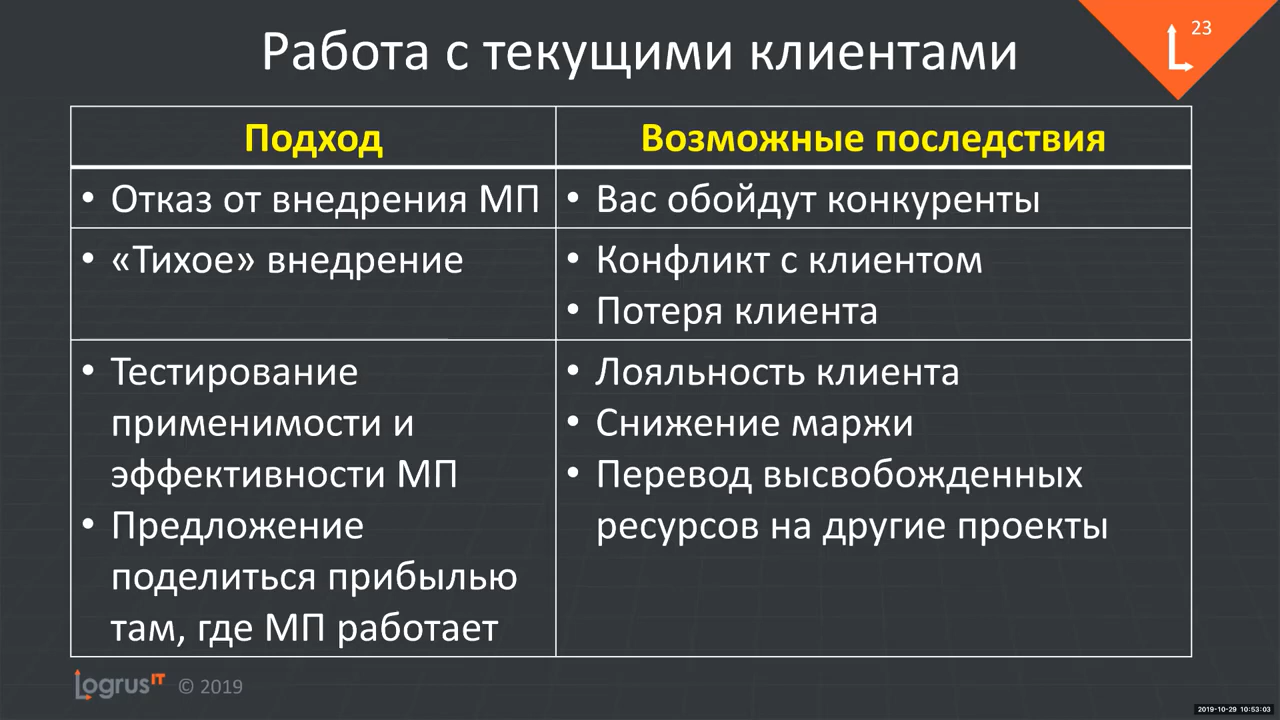 Работа с текущими клиентами
23
Подход
Возможные последствия
• Отказ от внедрения МП
• Вас обойдут конкуренты
• «Тихое» внедрение
• Конфликт с клиентом
• Потеря клиента
• Тестирование
применимости и
эффективности МП
• Предложение
поделиться прибылью
там, где МП работает
• Лояльность клиента
• Снижение маржи
• Перевод высвобожденных
ресурсов на другие проекты
Logrus IT © 2019
2019-10-29 10:53:03